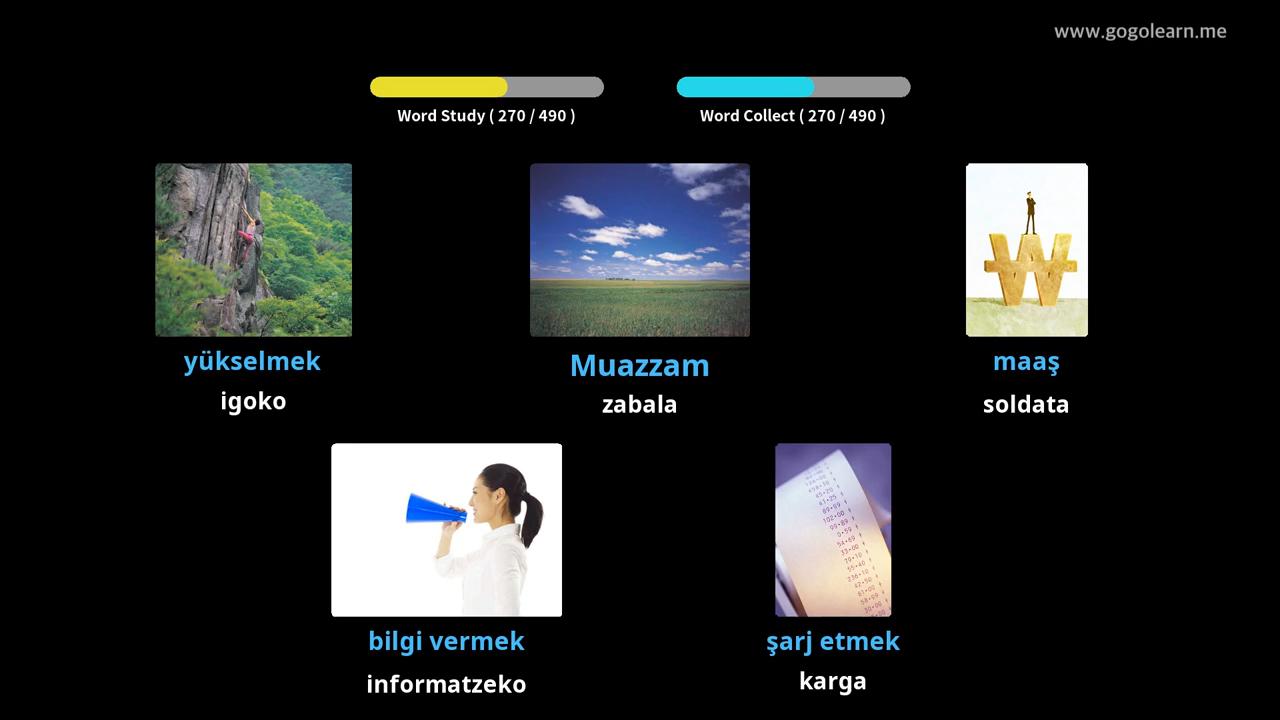 www.gogolearn.me
Word Study ( 270 / 490 )
Word Collect ( 270 / 490 )
yükselmek
igoko
Muazzam
zabala
maaş
soldata
bilgi vermek
informatzeko
şarj etmek
karga